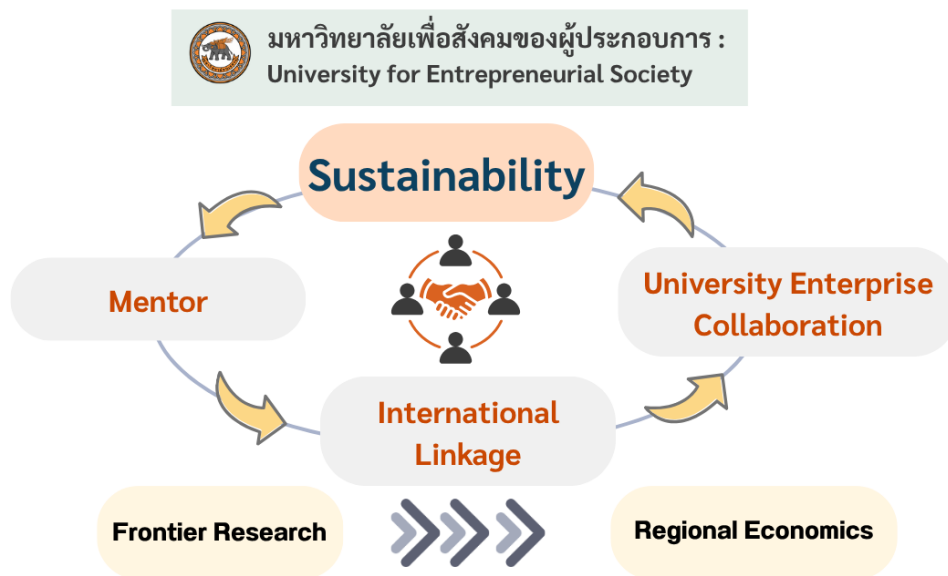 มหาวิทยาลัยเพื่อสังคมของผู้ประกอบการ :
University for Entrepreneurial Society
Sustainability
Mentor
University Enterprise
Collaboration
International
Linkage
Frontier Research
Regional Economics